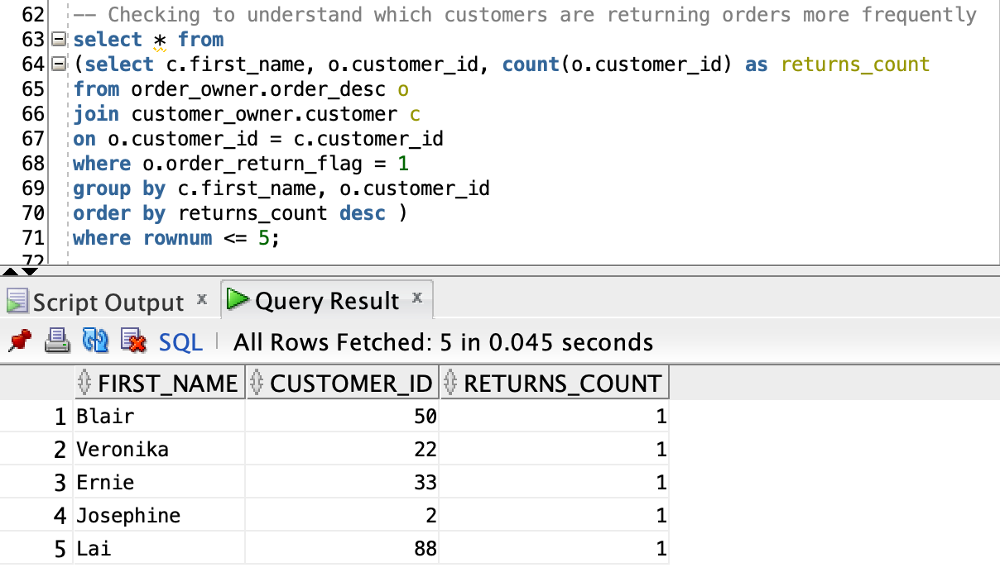 62 -- Checking to understand which customers are returning orders more frequently
63 select * from
64 (select c.first_name, o.customer_id, count(o.customer_id) as returns_count
65 from order_owner.order_desc o
66 join customer_owner.customer c
67 on o.customer_id = c.customer_id
68 where o.order_return_flag = 1
69 group by c.first_name, o.customer_id
70 order by returns_count desc )
71 where rownum <= 5;
72
Script Output x Query Result x
SQL | All Rows Fetched: 5 in 0.045 seconds
FIRST_NAME CUSTOMER_ID RETURNS_COUNT
1 Blair 50 1
2 Veronika 22 1
3 Ernie 33 1
4 Josephine 2 1
5 Lai 88 1